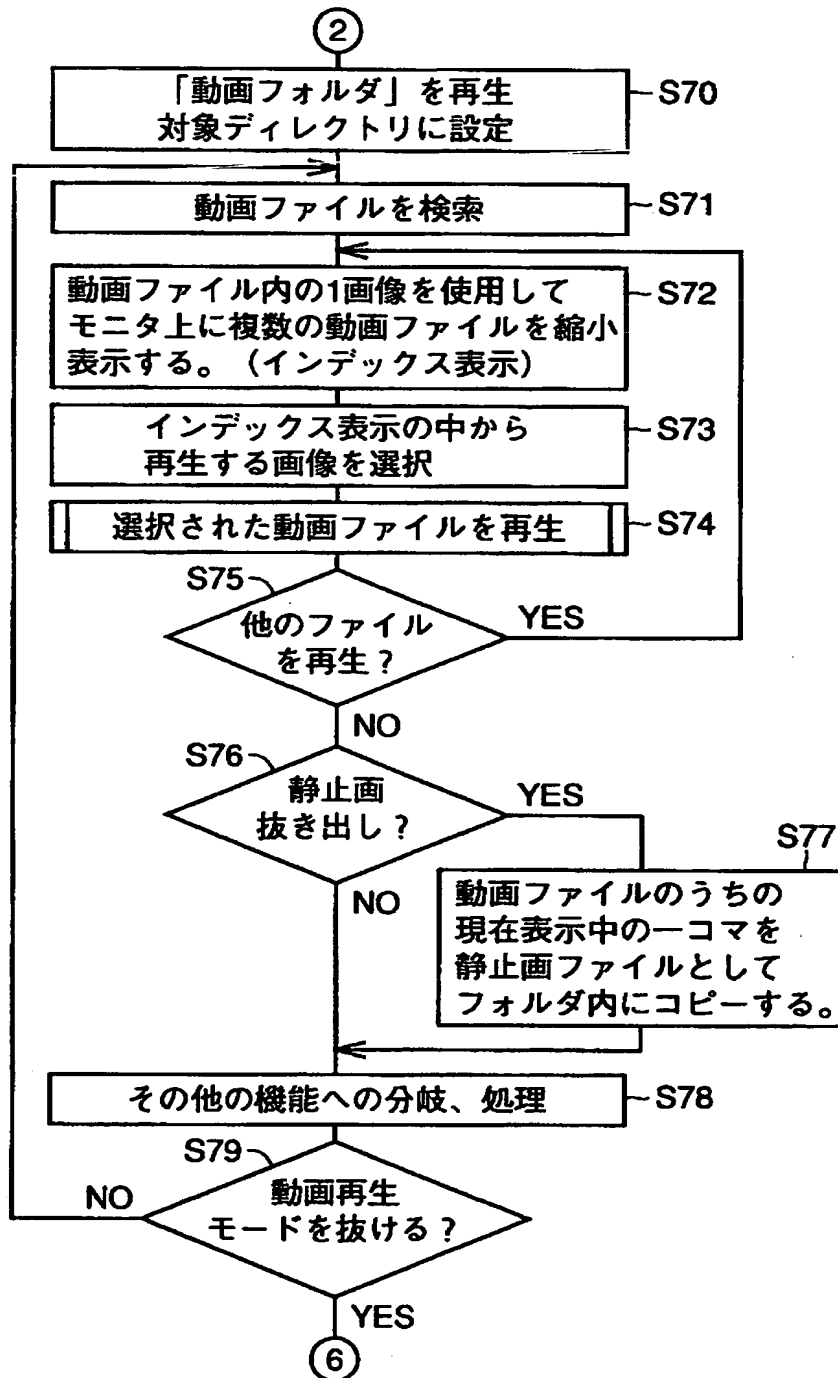 2
「動画フォルダ」を再生
対象ディレクトリに設定
S70
動画ファイルを検索
S71
動画ファイル内の1画像を使用して
モニタ上に複数の動画ファイルを縮小
表示する。(インデックス表示)
S72
インデックス表示の中から
再生する画像を選択
S73
選択された動画ファイルを再生
S74
S75
他のファイル
を再生?
YES
NO
S76
静止画
抜き出し?
YES
NO
S77
動画ファイルのうちの
現在表示中の一コマを
静止画ファイルとして
フォルダ内にコピーする。
その他の機能への分岐、処理
S78
S79
動画再生
モードを抜ける?
NO
YES
6